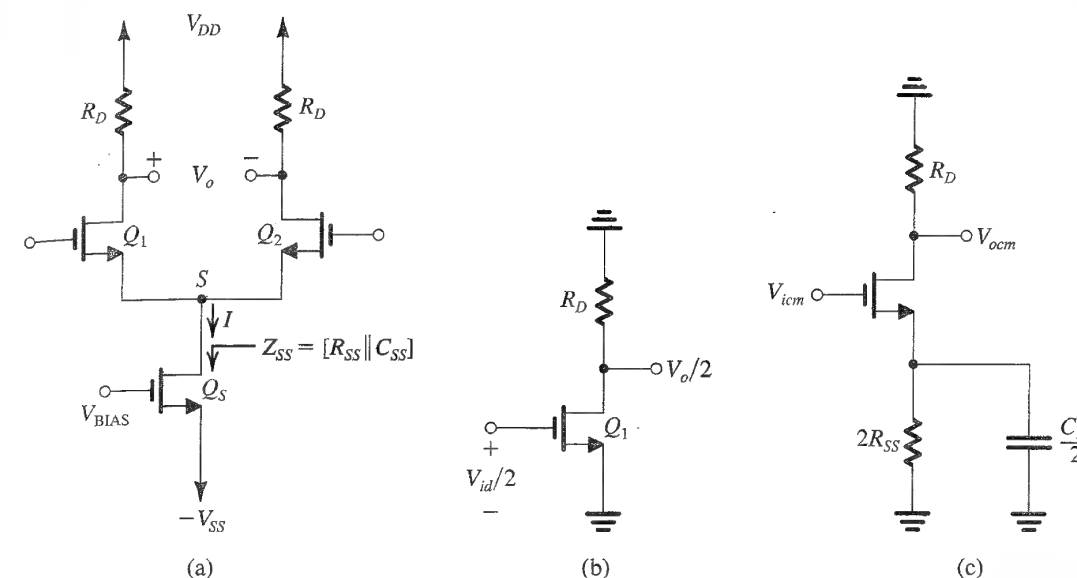 V_DD
R_D
R_D
+
V_o
−
Q_1
Q_2
S
I
Z_SS = [R_SS || C_SS]
Q_S
V_BIAS
−V_SS
(a)
R_D
V_o/2
Q_1
+
V_id/2
−
(b)
R_D
V_ocm
V_icm
2R_SS
2
(c)